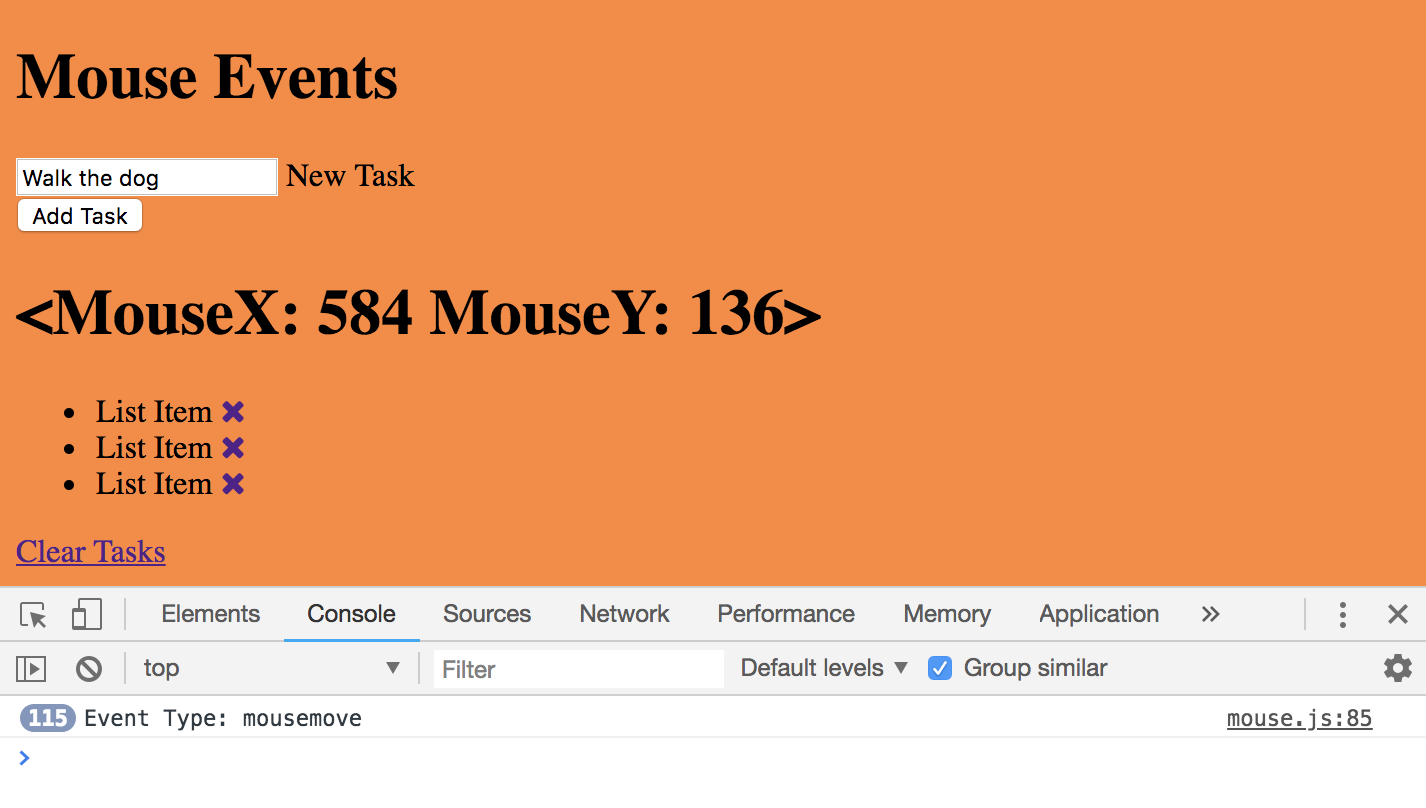 Mouse Events
Walk the dog New Task
Add Task
<MouseX: 584 MouseY: 136>
List Item
List Item
List Item
Clear Tasks
Elements Console Sources Network Performance Memory Application
top Filter Default levels Group similar
115 Event Type: mousemove mouse.js:85